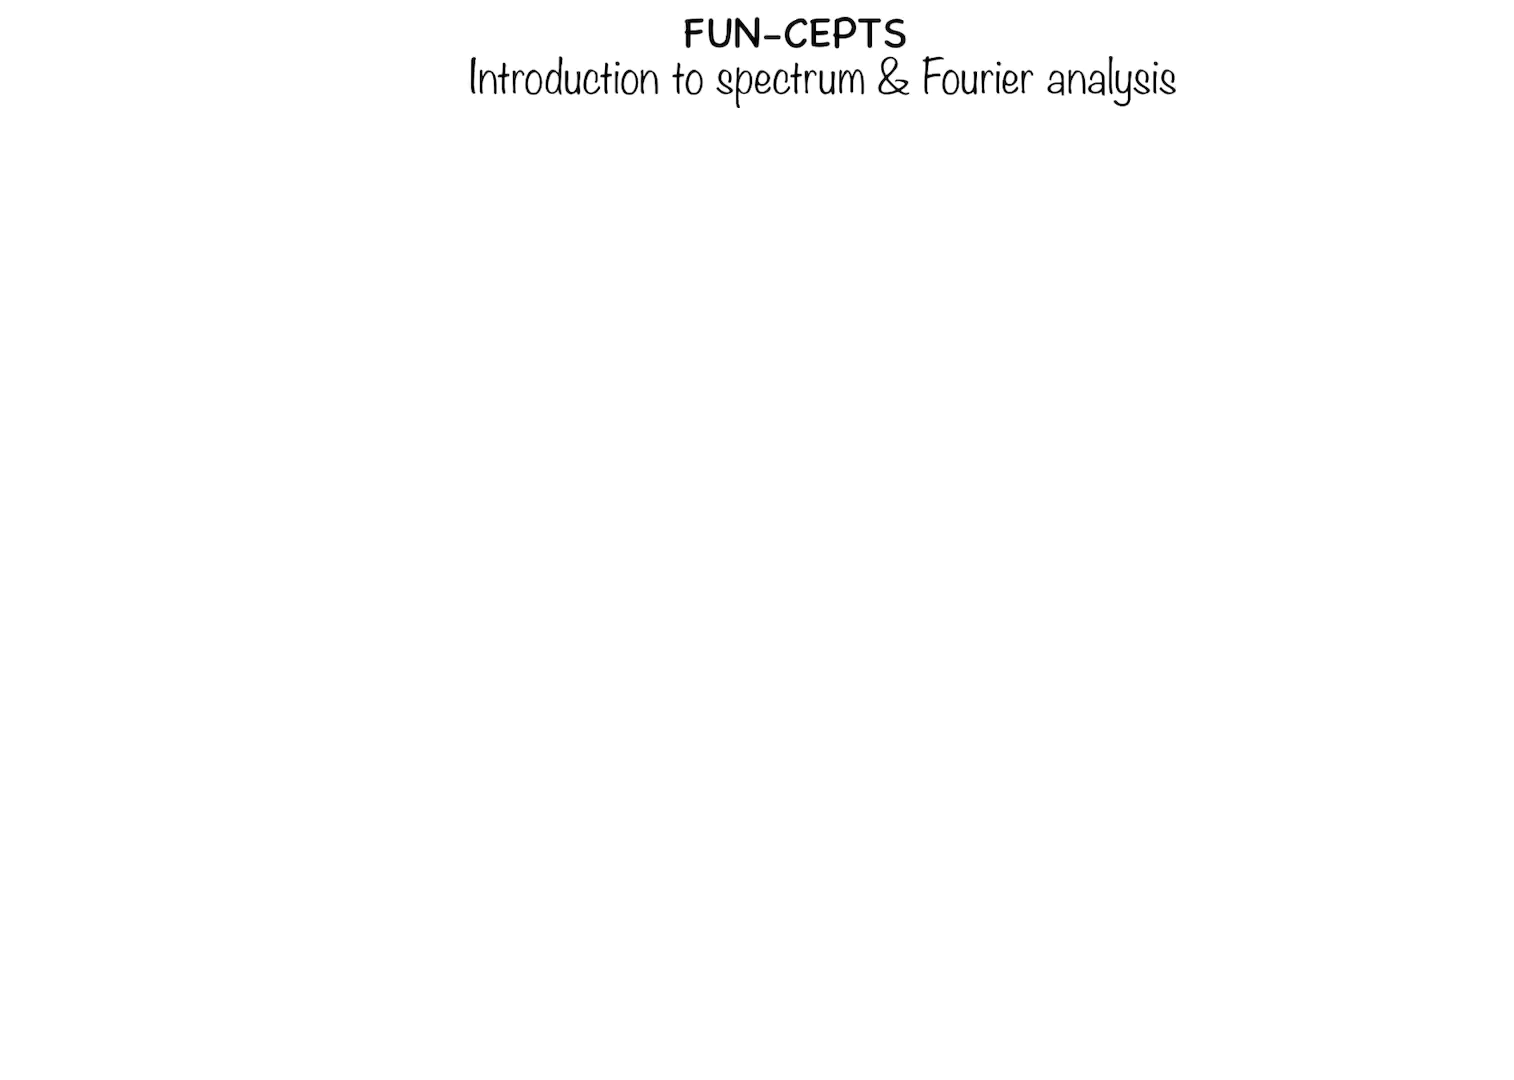 FUN-CEPTS
Introduction to spectrum & Fourier analysis